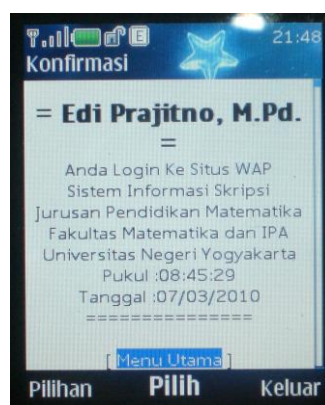 E 21:48
Konfirmasi
= Edi Prajitno, M.Pd.
=
Anda Login Ke Situs WAP
Sistem Informasi Skripsi
Jurusan Pendidikan Matematika
Fakultas Matematika dan IPA
Universitas Negeri Yogyakarta
Pukul :08:45:29
Tanggal :07/03/2010
===============
[ Menu Utama ]
Pilihan Pilih Keluar